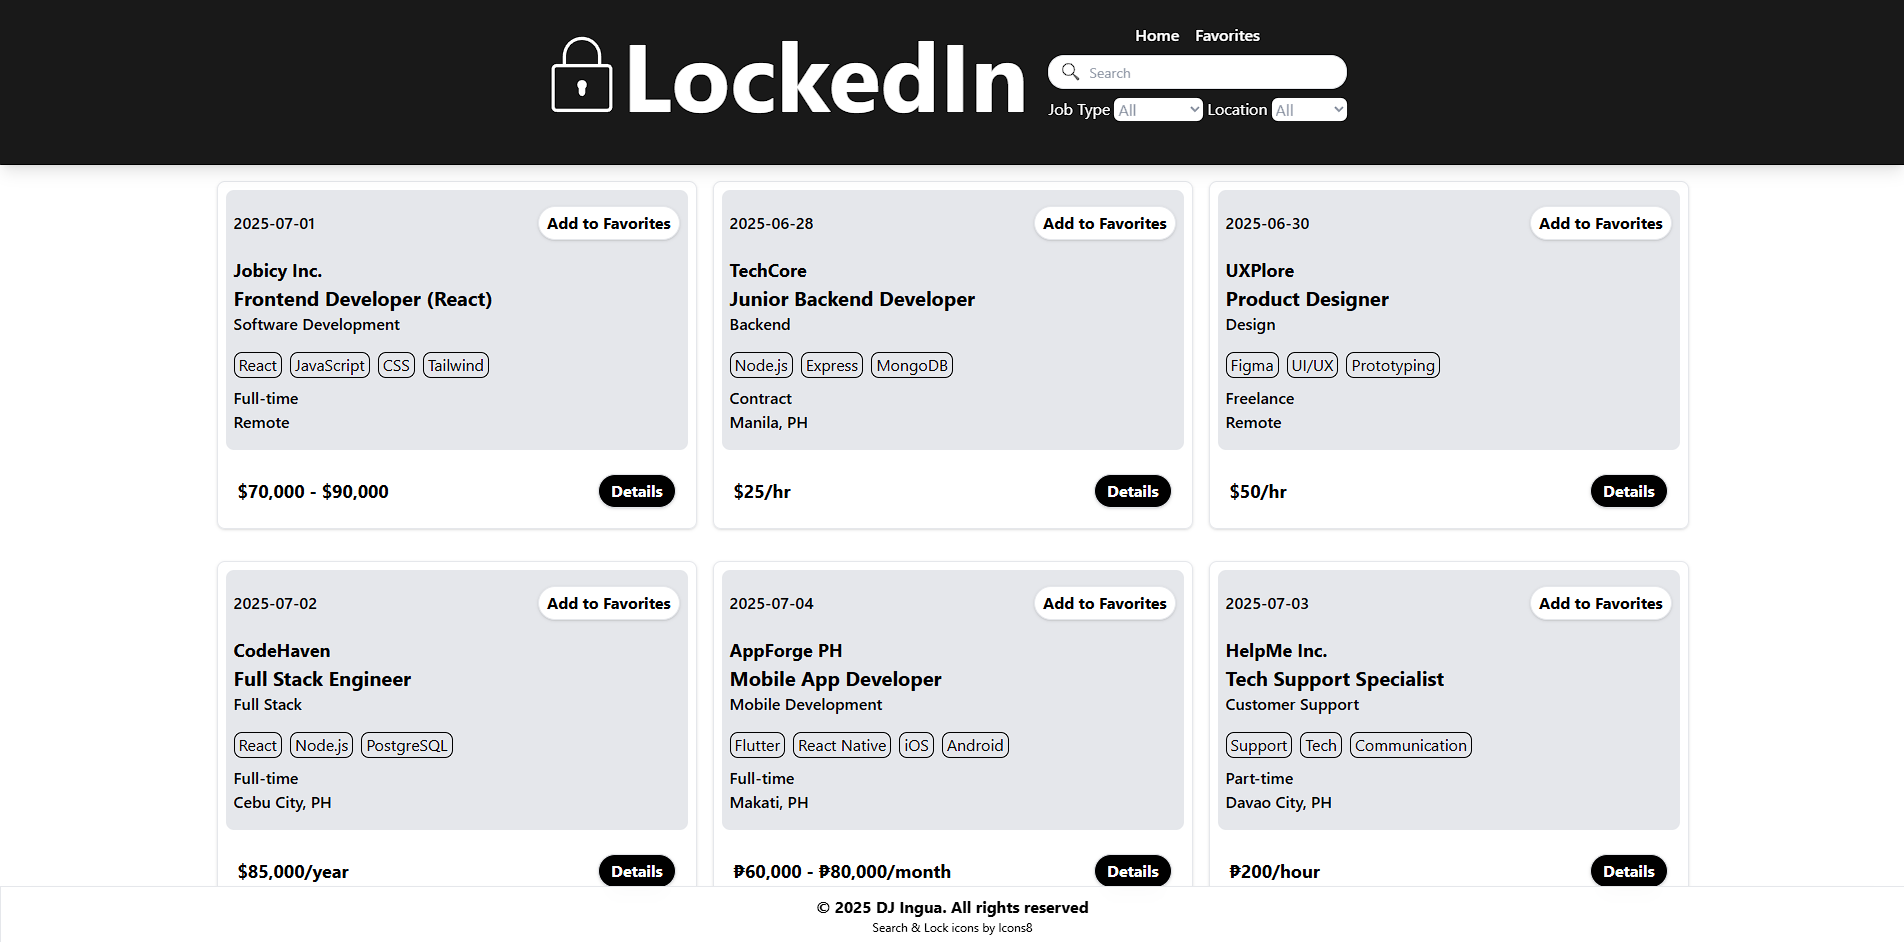 LockedIn
Home Favorites
Search
Job Type All Location All
2025-07-01 Add to Favorites
Jobicy Inc.
Frontend Developer (React)
Software Development
React JavaScript CSS Tailwind
Full-time
Remote
$70,000 - $90,000 Details
2025-06-28 Add to Favorites
TechCore
Junior Backend Developer
Backend
Node.js Express MongoDB
Contract
Manila, PH
$25/hr Details
2025-06-30 Add to Favorites
UXPlore
Product Designer
Design
Figma UI/UX Prototyping
Freelance
Remote
$50/hr Details
2025-07-02 Add to Favorites
CodeHaven
Full Stack Engineer
Full Stack
React Node.js PostgreSQL
Full-time
Cebu City, PH
$85,000/year Details
2025-07-04 Add to Favorites
AppForge PH
Mobile App Developer
Mobile Development
Flutter React Native iOS Android
Full-time
Makati, PH
₱60,000 - ₱80,000/month Details
2025-07-03 Add to Favorites
HelpMe Inc.
Tech Support Specialist
Customer Support
Support Tech Communication
Part-time
Davao City, PH
₱200/hour Details
© 2025 DJ Ingua. All rights reserved
Search & Lock icons by Icons8